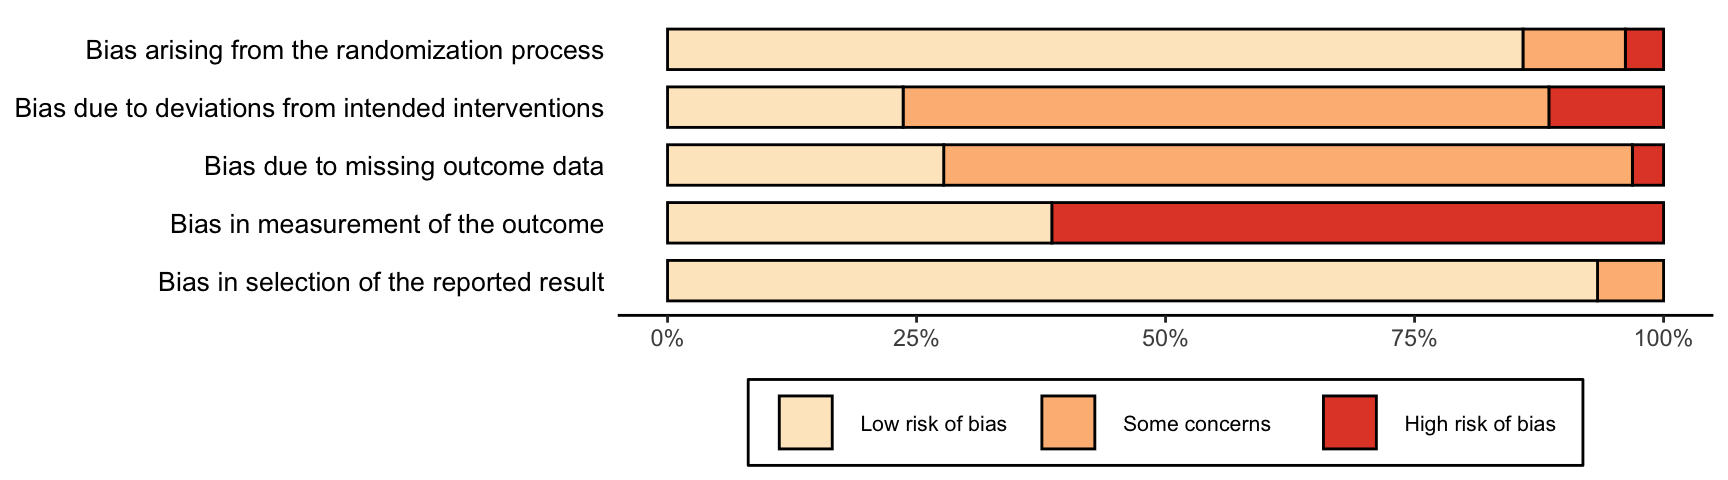 Bias arising from the randomization process
Bias due to deviations from intended interventions
Bias due to missing outcome data
Bias in measurement of the outcome
Bias in selection of the reported result
0% 25% 50% 75% 100%
Low risk of bias Some concerns High risk of bias